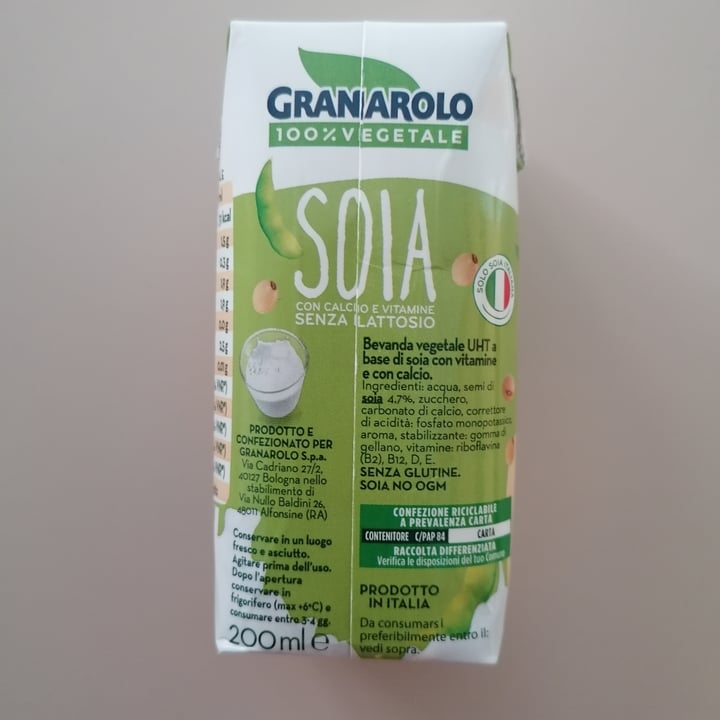 GRANAROLO
100% VEGETALE
SOIA
CON CALCIO E VITAMINE
SENZA LATTOSIO
SOLO SOIA
kcal
Bevanda vegetale UHT a
base di soia con vitamine
e con calcio.
Ingredienti: acqua, semi di
soia 4.7%, zucchero,
carbonato di calcio, correttore
di acidità: fosfato monopotassico,
aroma, stabilizzante: gomma di
gellano, vitamine: riboflavina
(B2), B12, D, E.
SENZA GLUTINE.
SOIA NO OGM
PRODOTTO E
CONFEZIONATO PER
GRANAROLO S.p.a.
Via Cadriano 27/2,
40127 Bologna nello
stabilimento di
Via Nullo Baldini 26,
48011 Alfonsine (RA)
Conservare in un luogo
fresco e asciutto.
Agitare prima dell'uso.
Dopo l'apertura
conservare in
frigorifero (max +6°C) e
consumare entro 3-4 gg.
200ml e
CONFEZIONE RICICLABILE
A PREVALENZA CARTA
CONTENITORE C/PAP 84 CARTA
RACCOLTA DIFFERENZIATA
Verifica le disposizioni del tuo Comune
PRODOTTO
IN ITALIA
Da consumarsi
preferibilmente entro il:
vedi sopra.